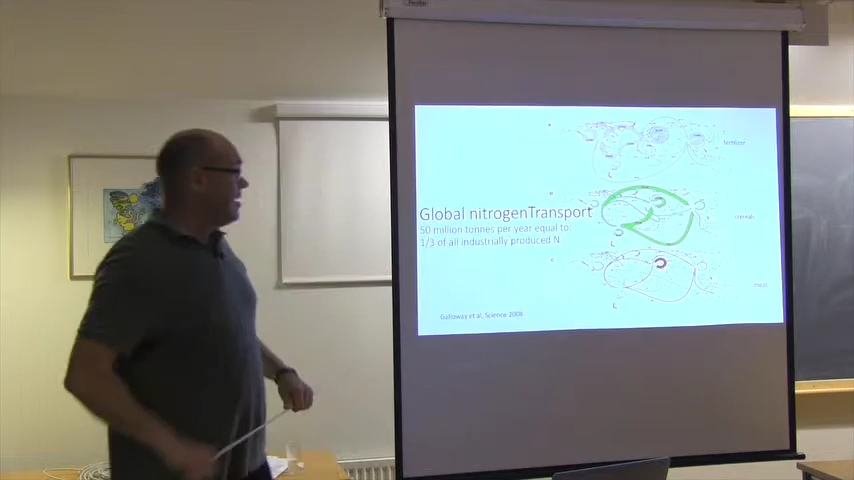 fertilizer
Global nitrogenTransport
50 million tonnes per year equal to:
1/3 of all industrially produced N
cereals
meat
Galloway et al, Science 2008